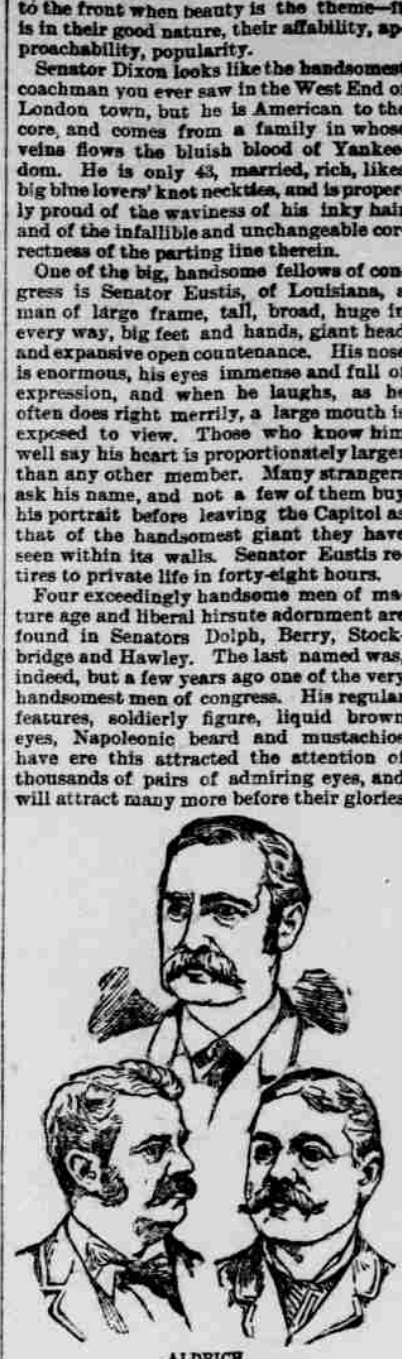 to the front when beauty is the theme—it
is in their good nature, their affability, ap-
proachability, popularity.
Senator Dixon looks like the handsomest
coachman you ever saw in the West End of
London town, but he is American to the
core, and comes from a family in whose
veins flows the bluish blood of Yankee
dom. He is only 43, married, rich, likes
big blue lovers' knot neckties, and is proper-
ly proud of the waviness of his inky hair
and of the infallible and unchangeable cor
rectness of the parting line therein.
One of the big, handsome fellows of con
gress is Senator Eustis, of Louisiana, a
man of large frame, tall, broad, huge in
every way, big feet and hands, giant head
and expansive open countenance. His nose
is enormous, his eyes immense and full of
expression, and when he laughs, as he
often does right merrily, a large mouth is
exposed to view. Those who know him
well say his heart is proportionately larger
than any other member. Many strangers
ask his name, and not a few of them buy
his portrait before leaving the Capitol as
that of the handsomest giant they have
seen within its walls. Senator Eustis re
tires to private life in forty-eight hours.
Four exceedingly handsome men of ma
ture age and liberal hirsute adornment are
found in Senators Dolph, Berry, Stock-
bridge and Hawley. The last named was,
indeed, but a few years ago one of the very
handsomest men of congress. His regular
features, soldierly figure, liquid brown
eyes, Napoleonic beard and mustachios
have ere this attracted the attention of
thousands of pairs of admiring eyes, and
will attract many more before their glories
ALDRICH